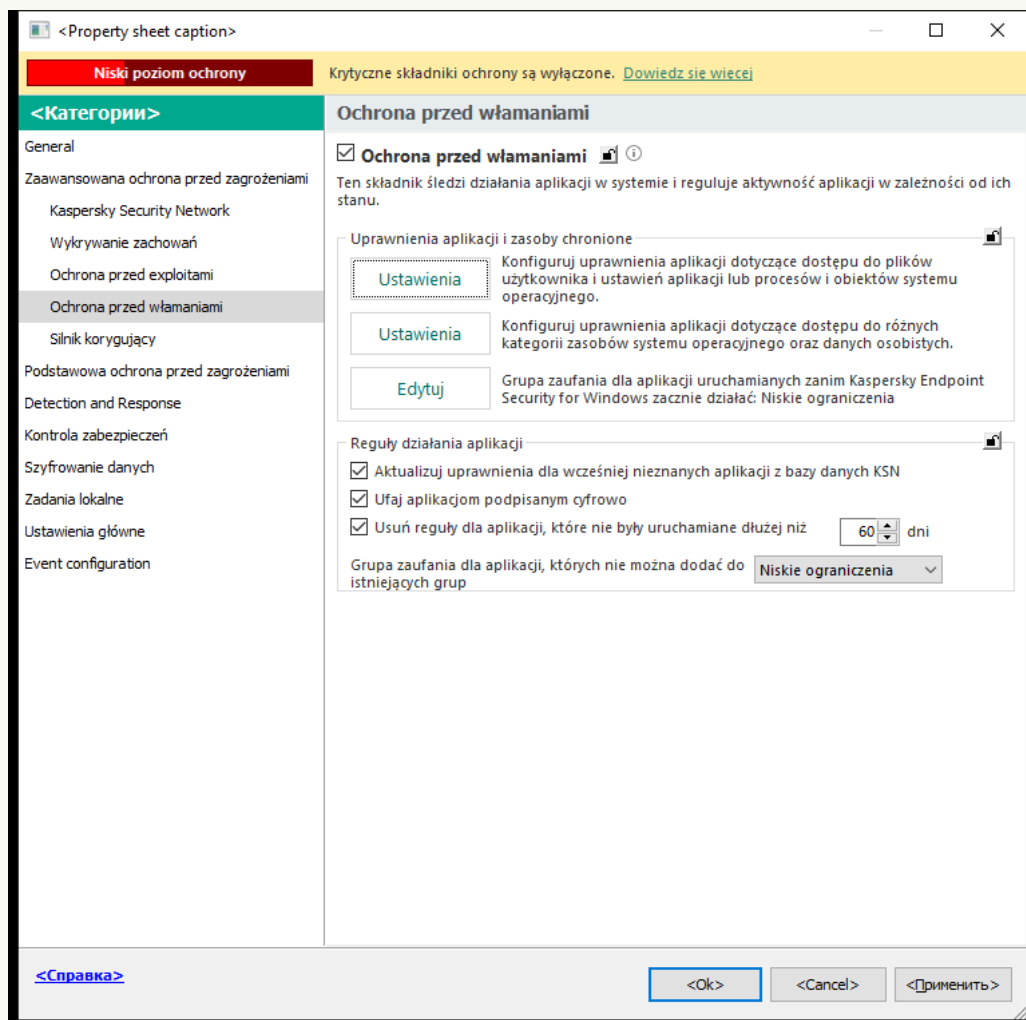 <Property sheet caption>
Niski poziom ochrony
Krytyczne składniki ochrony są wyłączone. Dowiedz się więcej
<Категории>
General
Zaawansowana ochrona przed zagrożeniami
Kaspersky Security Network
Wykrywanie zachowań
Ochrona przed exploitami
Ochrona przed włamaniami
Silnik korygujący
Podstawowa ochrona przed zagrożeniami
Detection and Response
Kontrola zabezpieczeń
Szyfrowanie danych
Zadania lokalne
Ustawienia główne
Event configuration
Ochrona przed włamaniami
Ochrona przed włamaniami
Ten składnik śledzi działania aplikacji w systemie i reguluje aktywność aplikacji w zależności od ich
stanu.
Uprawnienia aplikacji i zasoby chronione
Ustawienia
Konfiguruj uprawnienia aplikacji dotyczące dostępu do plików
użytkownika i ustawień aplikacji lub procesów i obiektów systemu
operacyjnego.
Ustawienia
Konfiguruj uprawnienia aplikacji dotyczące dostępu do różnych
kategorii zasobów systemu operacyjnego oraz danych osobistych.
Edytuj
Grupa zaufania dla aplikacji uruchamianych zanim Kaspersky Endpoint
Security for Windows zacznie działać: Niskie ograniczenia
Reguły działania aplikacji
Aktualizuj uprawnienia dla wcześniej nieznanych aplikacji z bazy danych KSN
Ufaj aplikacjom podpisanym cyfrowo
Usuń reguły dla aplikacji, które nie były uruchamiane dłużej niż 60 dni
Grupa zaufania dla aplikacji, których nie można dodać do
istniejących grup
Niskie ograniczenia
<Справка>
<Ok>
<Cancel>
<Применить>